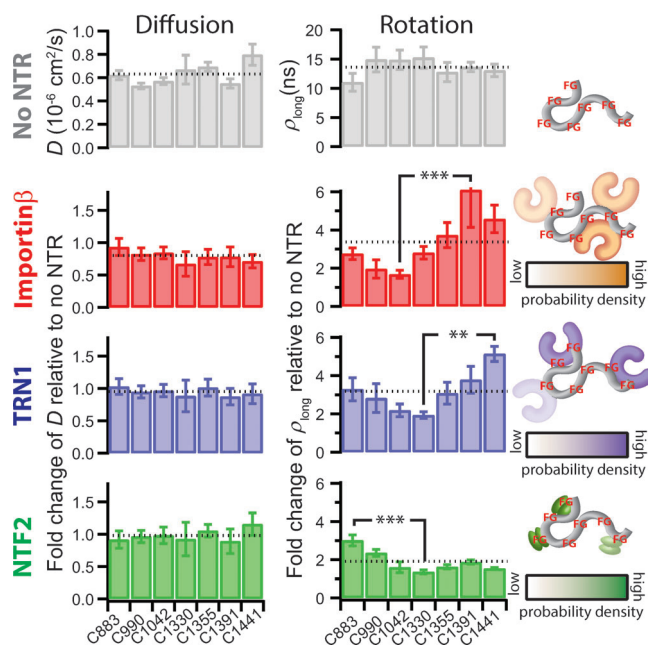 Diffusion
Rotation
No NTR
D (10⁻⁶ cm²/s)
1.0
0.8
0.6
0.4
0.2
0.0
ρlong(ns)
20
15
10
5
0
FG FG FG FG FG FG
Importinβ
1.5
1.0
0.5
0.0
***
6
4
2
0
FG FG FG FG FG FG
low
high
probability density
TRN1
Fold change of D relative to no NTR
1.5
1.0
0.5
0.0
Fold change of ρlong relative to no NTR
**
6
4
2
0
FG FG FG FG FG FG
low
high
probability density
NTF2
1.5
1.0
0.5
0.0
***
6
4
2
0
FG FG FG FG FG FG
low
high
probability density
C883 C990 C1042 C1330 C1355 C1391 C1441
C883 C990 C1042 C1330 C1355 C1391 C1441